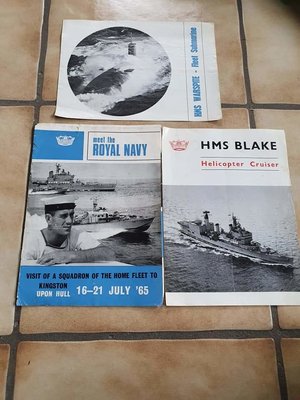 HMS WARSPITE - Fleet Submarine
meet the
ROYAL NAVY
VISIT OF A SQUADRON OF THE HOME FLEET TO
KINGSTON
UPON HULL 16-21 JULY '65
HMS BLAKE
Helicopter Cruiser